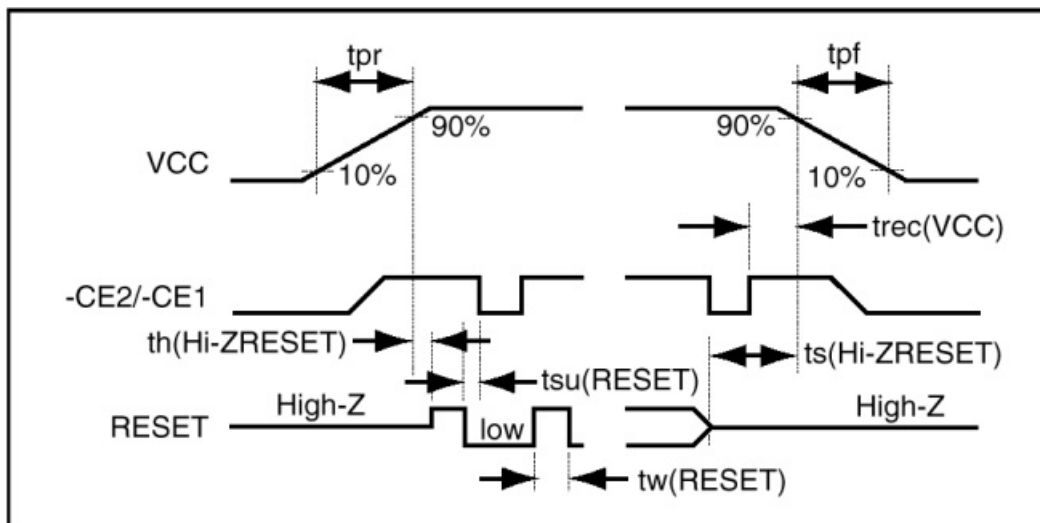 tpr
tpf
90%
90%
VCC
10%
10%
trec(VCC)
-CE2/-CE1
th(Hi-ZRESET)
ts(Hi-ZRESET)
tsu(RESET)
High-Z
High-Z
RESET
low
tw(RESET)